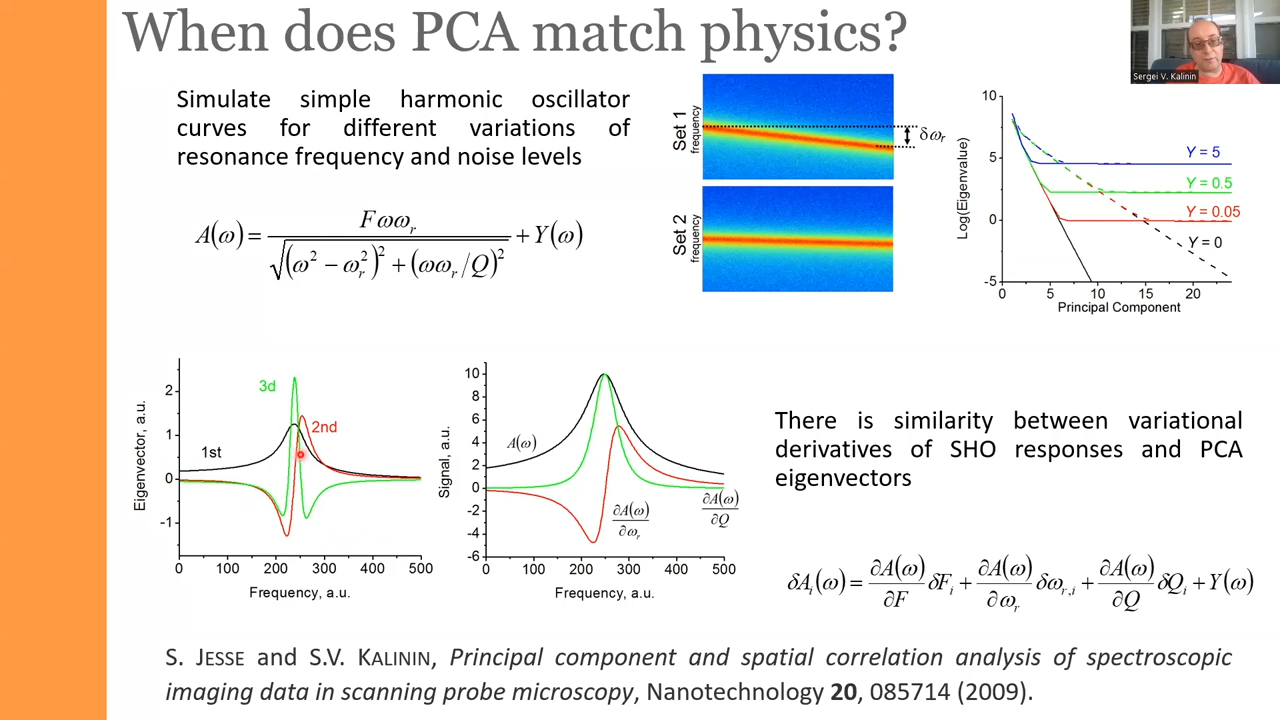 When does PCA match physics?
Sergei V. Kalinin
Simulate simple harmonic oscillator
curves for different variations of
resonance frequency and noise levels
A(ω) = Fωω_r / √((ω² − ω_r²)² + (ωω_r/Q)²) + Y(ω)
Set 1
frequency
δω_r
Set 2
frequency
Log(Eigenvalue)
10
5
0
-5
Y = 5
Y = 0.5
Y = 0.05
Y = 0
0 5 10 15 20
Principal Component
Eigenvector, a.u.
2
1
0
-1
3d
2nd
1st
0 100 200 300 400 500
Frequency, a.u.
Signal, a.u.
10
8
6
4
2
0
-2
-4
-6
A(ω)
∂A(ω)/∂ω_r
∂A(ω)/∂Q
0 100 200 300 400 500
Frequency, a.u.
There is similarity between variational
derivatives of SHO responses and PCA
eigenvectors
δA_i(ω) = ∂A(ω)/∂F δF_i + ∂A(ω)/∂ω_r δω_{r,i} + ∂A(ω)/∂Q δQ_i + Y(ω)
S. JESSE and S.V. KALININ, Principal component and spatial correlation analysis of spectroscopic
imaging data in scanning probe microscopy, Nanotechnology 20, 085714 (2009).